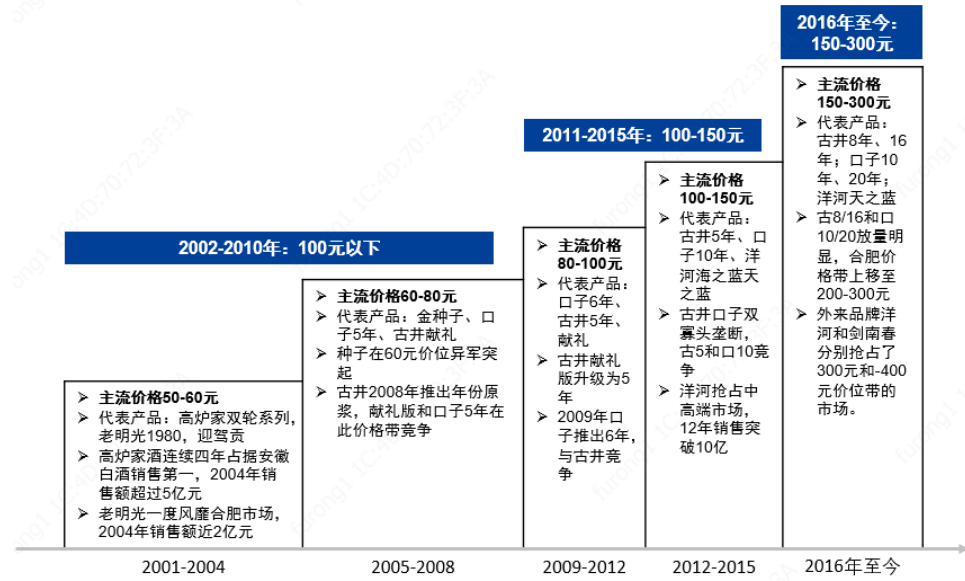 2016年至今：
150-300元
➢ 主流价格
150-300元
➢ 代表产品：
古井8年、16
年；口子10
年、20年；
洋河天之蓝
➢ 古8/16和口
10/20放量明
显，合肥价
格带上移至
200-300元
➢ 外来品牌洋
河和剑南春
分别抢占了
300元和-400
元价位带的
市场。
2011-2015年：100-150元
➢ 主流价格
100-150元
➢ 代表产品：
古井5年、口
子10年、洋
河海之蓝天
之蓝
➢ 古井口子双
寡头垄断，
古5和口10竞
争
➢ 洋河抢占中
高端市场，
12年销售突
破10亿
➢ 主流价格
80-100元
➢ 代表产品：
口子6年、
古井5年、
献礼
➢ 古井献礼
版升级为5
年
➢ 2009年口
子推出6年，
与古井竞
争
2002-2010年：100元以下
➢ 主流价格60-80元
➢ 代表产品：金种子、口
子5年、古井献礼
➢ 种子在60元价位异军突
起
➢ 古井2008年推出年份原
浆，献礼版和口子5年在
此价格带竞争
➢ 主流价格50-60元
➢ 代表产品：高炉家双轮系列，
老明光1980，迎驾贡
➢ 高炉家酒连续四年占据安徽
白酒销售第一，2004年销
售额超过5亿元
➢ 老明光一度风靡合肥市场，
2004年销售额近2亿元
2001-2004
2005-2008
2009-2012
2012-2015
2016年至今